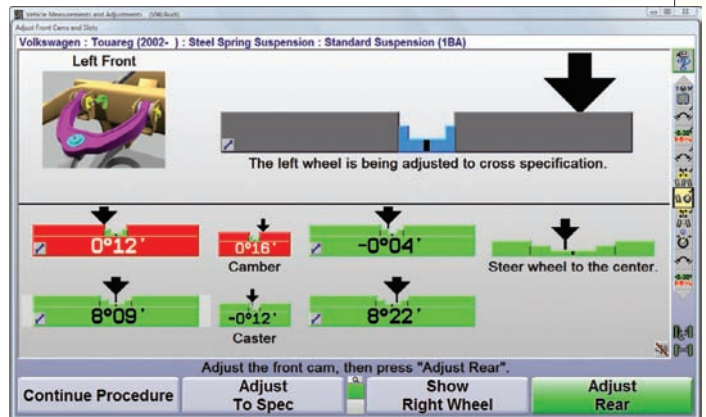 Vehicle Measurements and Adjustments (VW/Audi)
Adjust Front Cams and Slots
Volkswagen : Touareg (2002- ) : Steel Spring Suspension : Standard Suspension (1BA)
Left Front
The left wheel is being adjusted to cross specification.
0°12'
0°16'
-0°04'
Camber
Steer wheel to the center.
8°09'
-0°12'
8°22'
Caster
Adjust the front cam, then press "Adjust Rear".
Continue Procedure
Adjust
To Spec
Show
Right Wheel
Adjust
Rear